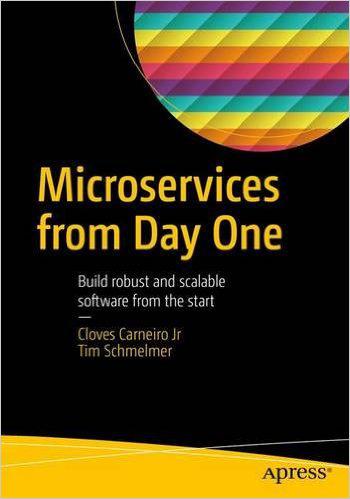 Microservices
from Day One
Build robust and scalable
software from the start
—
Cloves Carneiro Jr
Tim Schmelmer
Apress®